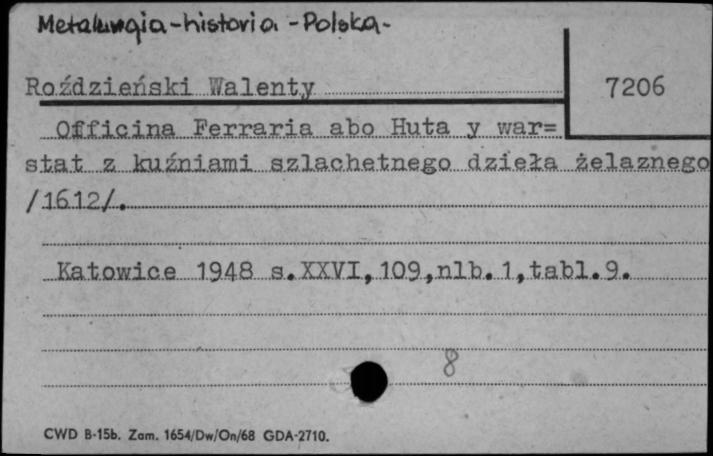 Metalurgia-historia-Polska-
Roździeński Walenty
7206
Officina Ferraria abo Huta y war=
stat z kuźniami szlachetnego dzieła żelaznego
/1612/.
Katowice 1948 s.XXVI,109,nlb.1,tabl.9.
8
CWD B-15b. Zam. 1654/Dw/On/68 GDA-2710.